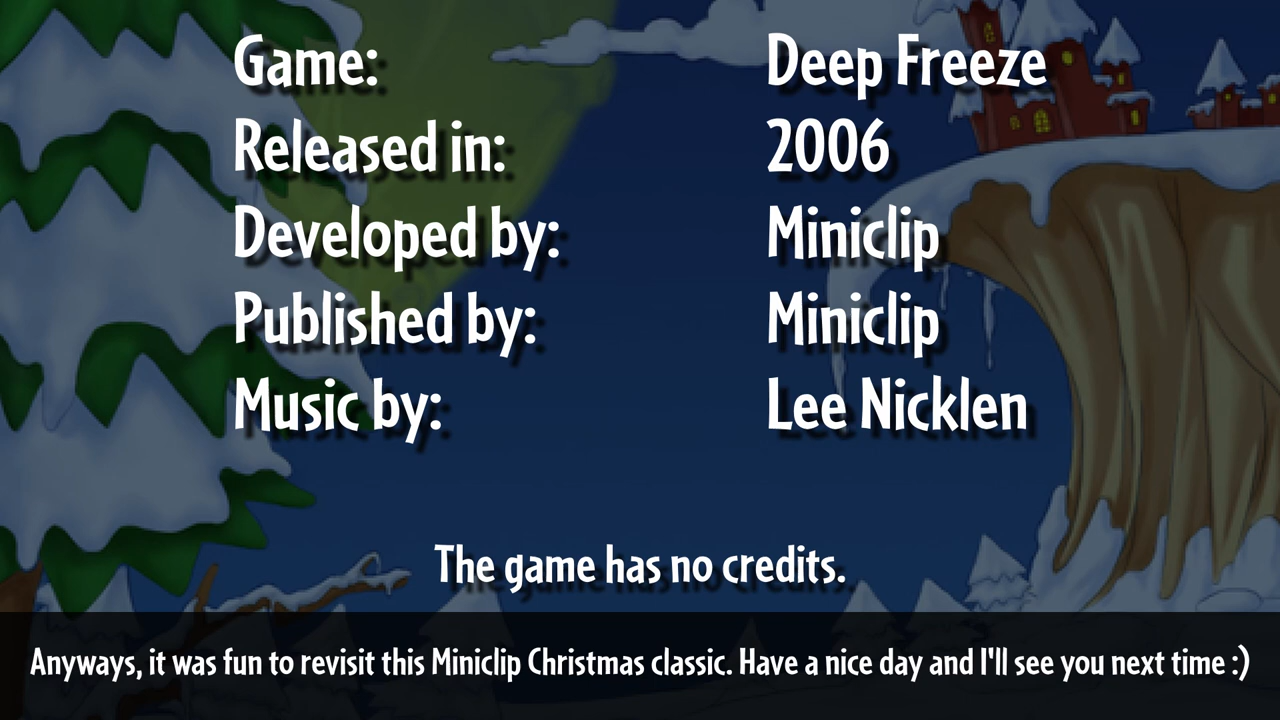 Game: Deep Freeze
Released in: 2006
Developed by: Miniclip
Published by: Miniclip
Music by: Lee Nicklen
The game has no credits.
Anyways, it was fun to revisit this Miniclip Christmas classic. Have a nice day and I'll see you next time :)